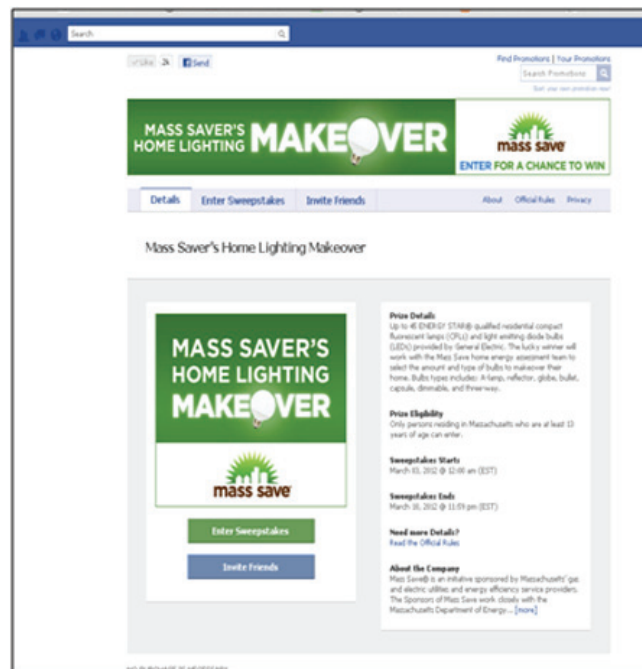 Search
Like 2k Send
Find Promotions | Your Promotions
Search Promotions
Start your own promotion now!
MASS SAVER'S
HOME LIGHTING MAKEOVER
mass save
ENTER FOR A CHANCE TO WIN
Details Enter Sweepstakes Invite Friends About Official Rules Privacy
Mass Saver's Home Lighting Makeover
MASS SAVER'S
HOME LIGHTING
MAKEOVER
mass save
Enter Sweepstakes
Invite Friends
Prize Details
Up to 45 ENERGY STAR® qualified residential compact
fluorescent lamps (CFLs) and light emitting diode bulbs
(LEDs) provided by General Electric. The lucky winner will
work with the Mass Save home energy assessment team to
select the amount and type of bulbs to makeover their
home. Bulbs types includes: A-lamp, reflector, globe, bullet,
capsule, dimmable, and three-way.
Prize Eligibility
Only persons residing in Massachusetts who are at least 13
years of age can enter.
Sweepstakes Starts
March 03, 2012 @ 12:00 am (EST)
Sweepstakes Ends
March 10, 2012 @ 11:59 pm (EST)
Need more Details?
Read the Official Rules
About the Company
Mass Save® is an initiative sponsored by Massachusetts' gas
and electric utilities and energy efficiency service providers.
The Sponsors of Mass Save work closely with the
Massachusetts Department of Energy... [more]